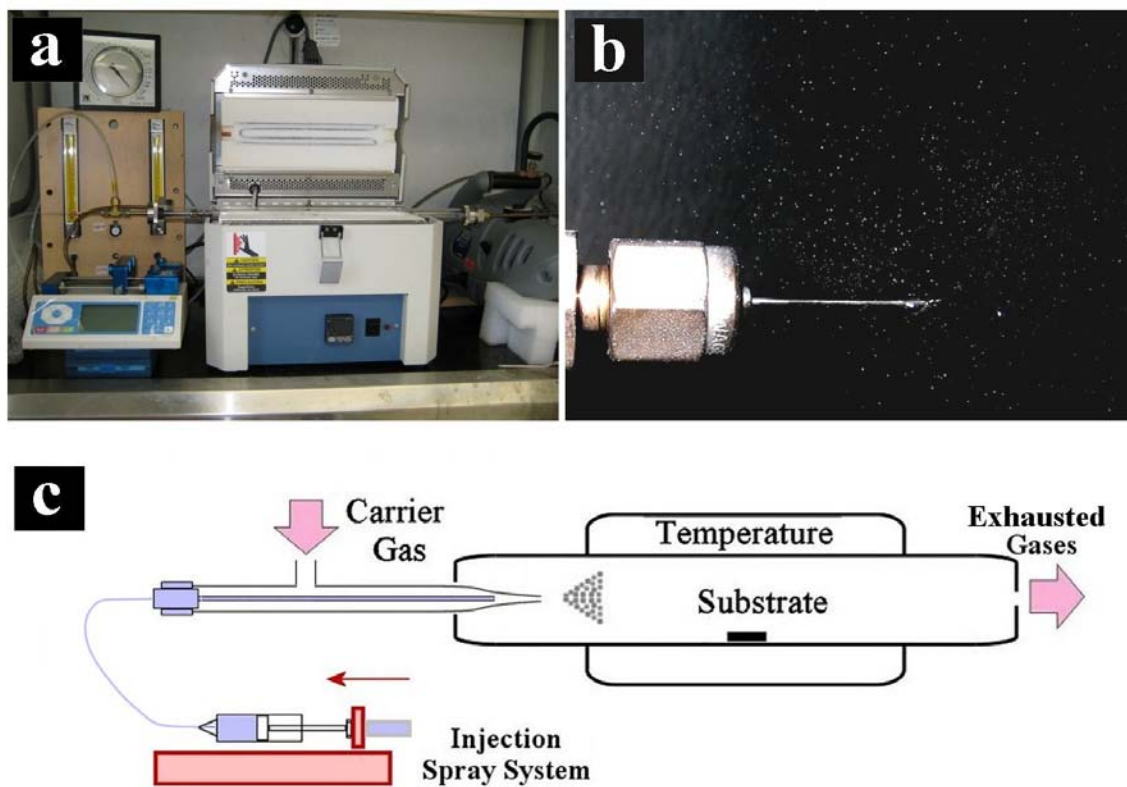 a
b
c
Carrier
Gas
Temperature
Substrate
Exhausted
Gases
Injection
Spray System